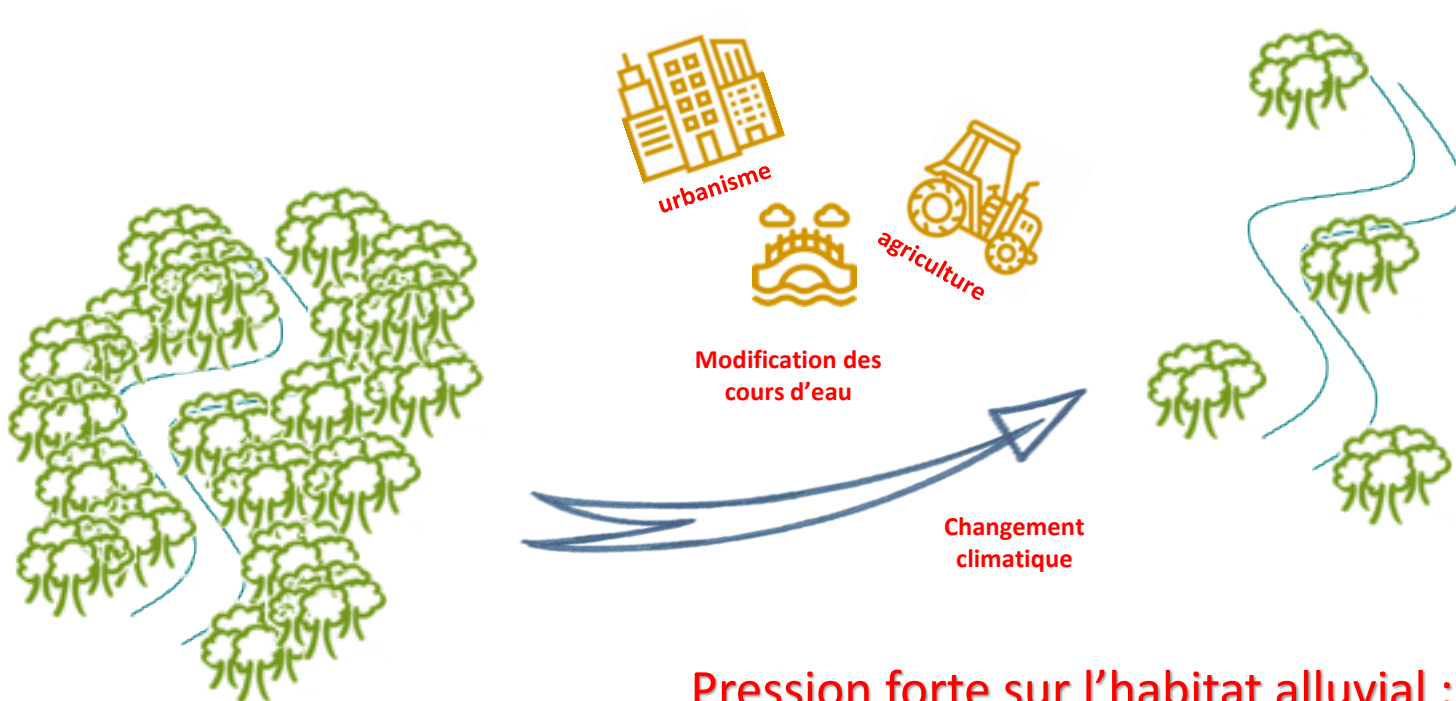 urbanisme
agriculture
Modification des
cours d’eau
Changement
climatique
Pression forte sur l’habitat alluvial :